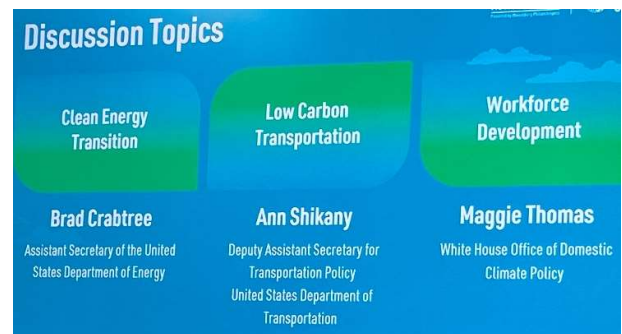 Discussion Topics
Clean Energy
Transition
Low Carbon
Transportation
Workforce
Development
Brad Crabtree
Assistant Secretary of the United
States Department of Energy
Ann Shikany
Deputy Assistant Secretary for
Transportation Policy
United States Department of
Transportation
Maggie Thomas
White House Office of Domestic
Climate Policy